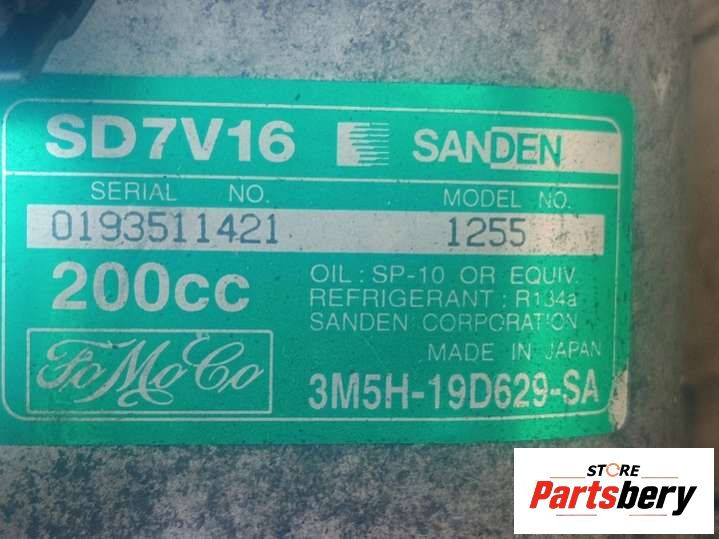 SD7V16 SANDEN
SERIAL NO. MODEL NO.
0193511421 1255
200cc
OIL : SP-10 OR EQUIV.
REFRIGERANT : R134a
SANDEN CORPORATION
MADE IN JAPAN
FoMoCo
3M5H-19D629-SA
STORE
Partsbery